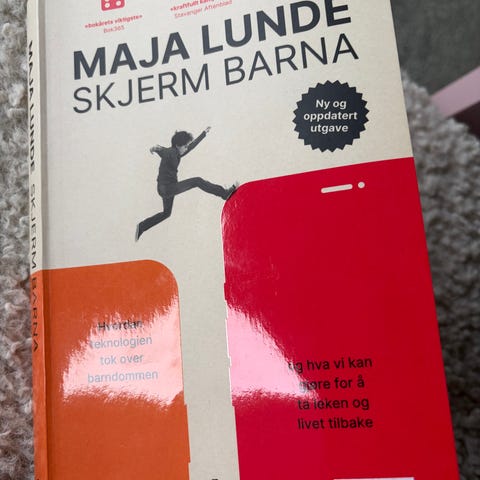 «bokårets viktigste»
Bok365
Stavanger Aftenblad
MAJA LUNDE
SKJERM BARNA
Ny og
oppdatert
utgave
Hvordan
teknologien
tok over
barndommen
og hva vi kan
gjøre for å
ta leken og
livet tilbake
MAJA LUNDE SKJERM BARNA